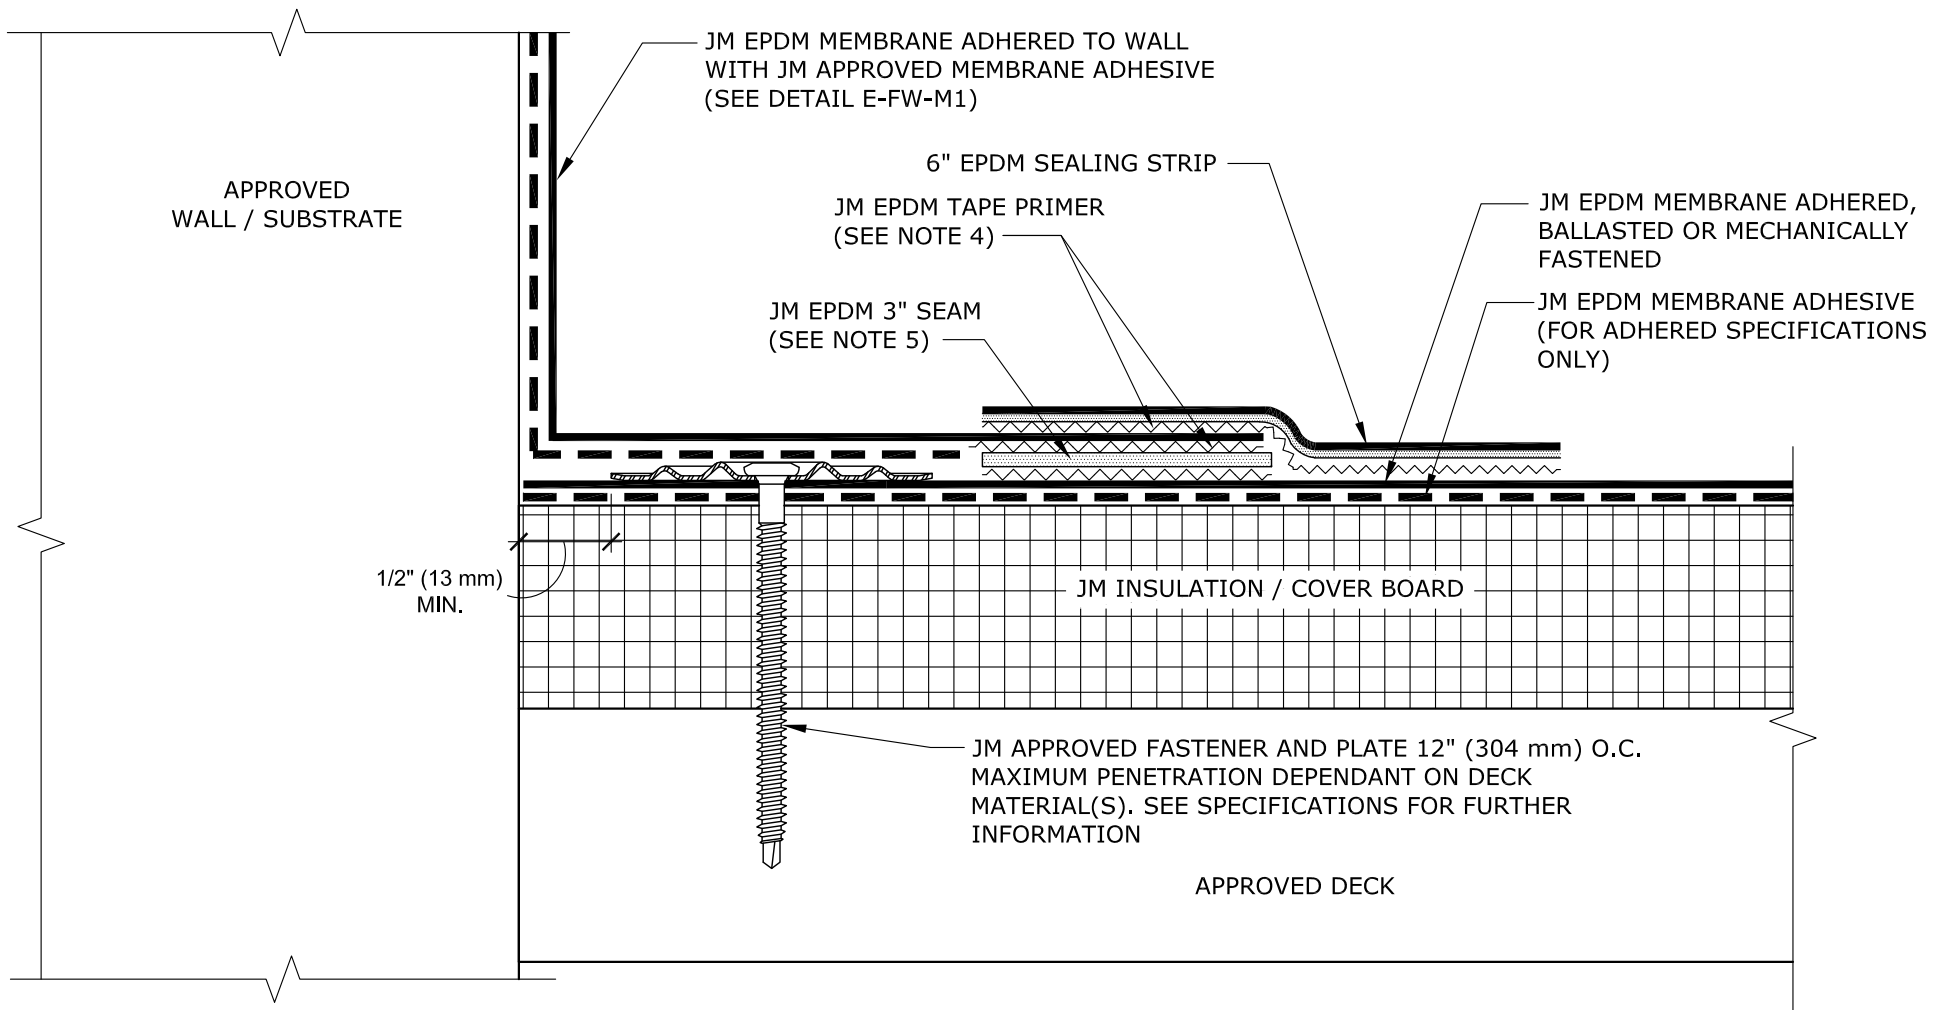 JM EPDM MEMBRANE ADHERED TO WALL
WITH JM APPROVED MEMBRANE ADHESIVE
(SEE DETAIL E-FW-M1)
APPROVED
WALL / SUBSTRATE
6" EPDM SEALING STRIP
JM EPDM TAPE PRIMER
(SEE NOTE 4)
JM EPDM MEMBRANE ADHERED,
BALLASTED OR MECHANICALLY
FASTENED
JM EPDM 3" SEAM
(SEE NOTE 5)
JM EPDM MEMBRANE ADHESIVE
(FOR ADHERED SPECIFICATIONS
ONLY)
1/2" (13 mm)
MIN.
JM INSULATION / COVER BOARD
JM APPROVED FASTENER AND PLATE 12" (304 mm) O.C.
MAXIMUM PENETRATION DEPENDANT ON DECK
MATERIAL(S). SEE SPECIFICATIONS FOR FURTHER
INFORMATION
APPROVED DECK